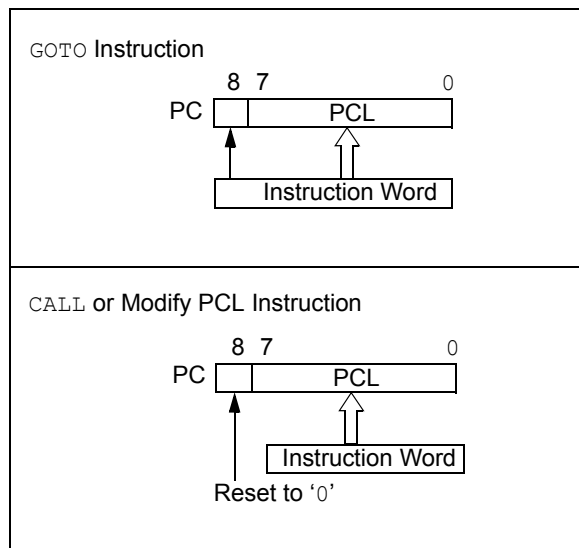 GOTO Instruction
8 7 0
PC PCL
Instruction Word
CALL or Modify PCL Instruction
8 7 0
PC PCL
Instruction Word
Reset to ‘0’